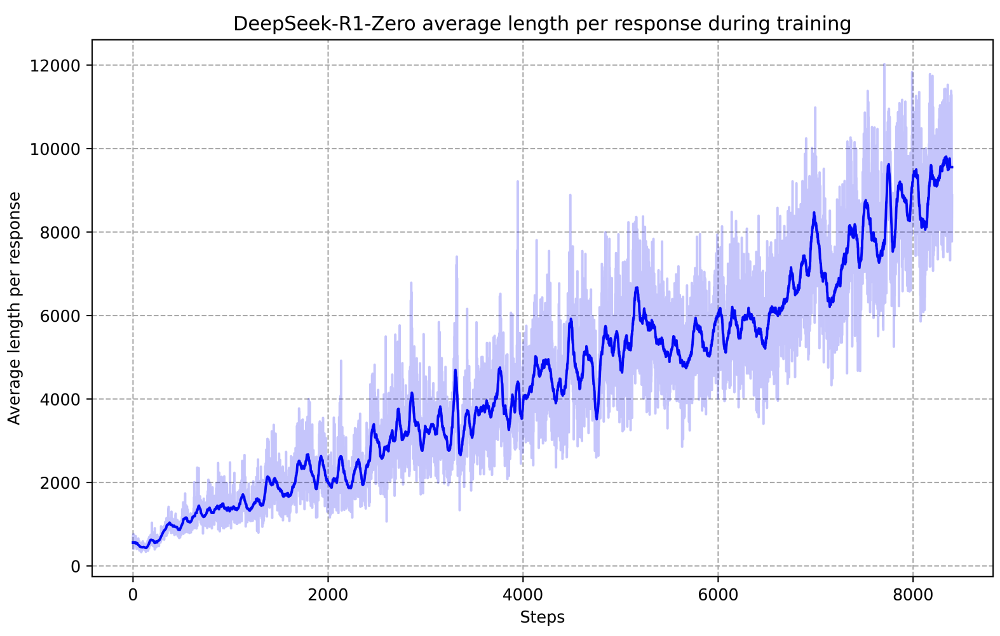 DeepSeek-R1-Zero average length per response during training
12000
10000
8000
6000
4000
2000
0
Average length per response
0 2000 4000 6000 8000
Steps